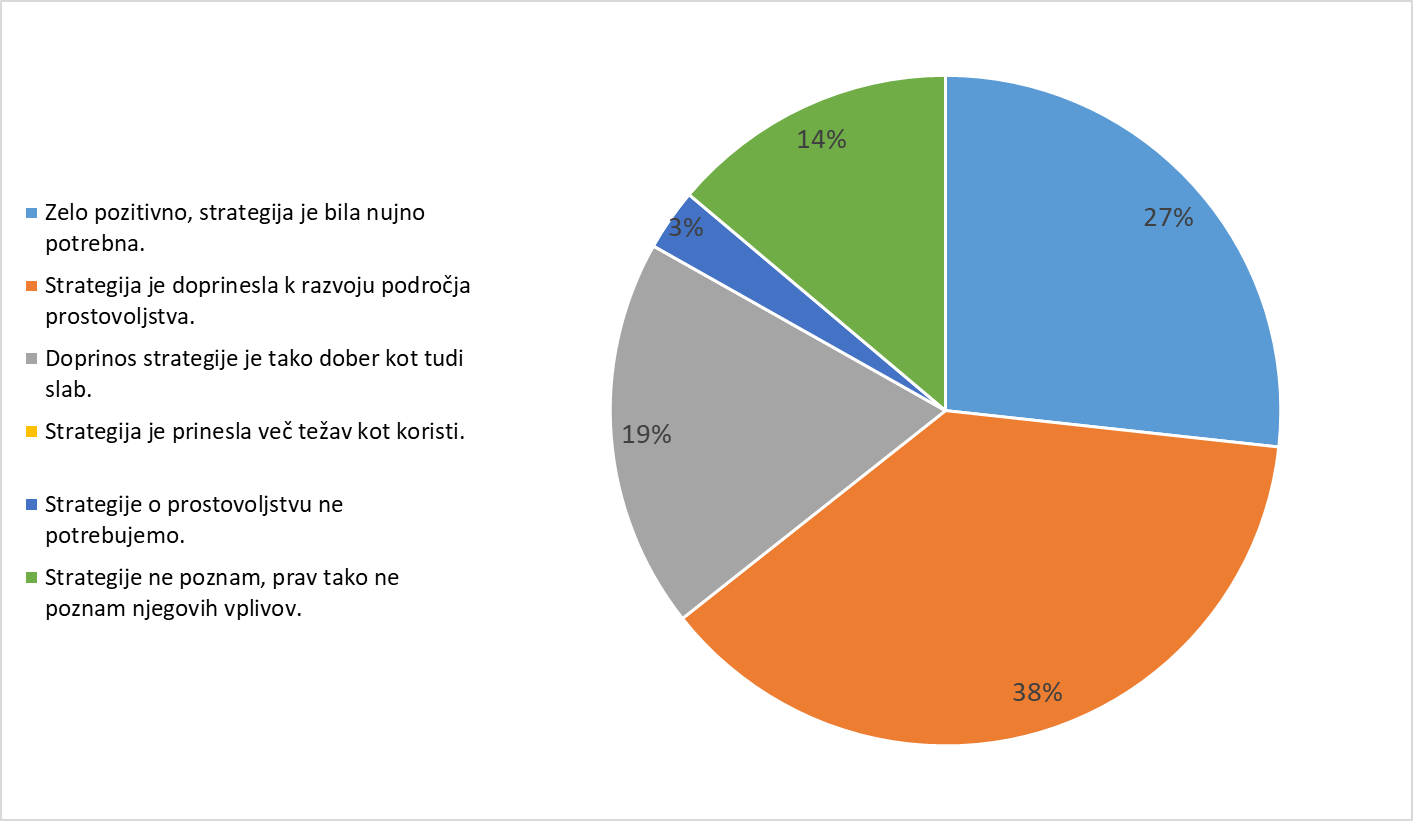 Zelo pozitivno, strategija je bila nujno
potrebna.
Strategija je doprinesla k razvoju področja
prostovoljstva.
Doprinos strategije je tako dober kot tudi
slab.
Strategija je prinesla več težav kot koristi.
Strategije o prostovoljstvu ne
potrebujemo.
Strategije ne poznam, prav tako ne
poznam njegovih vplivov.
14%
27%
3%
19%
38%